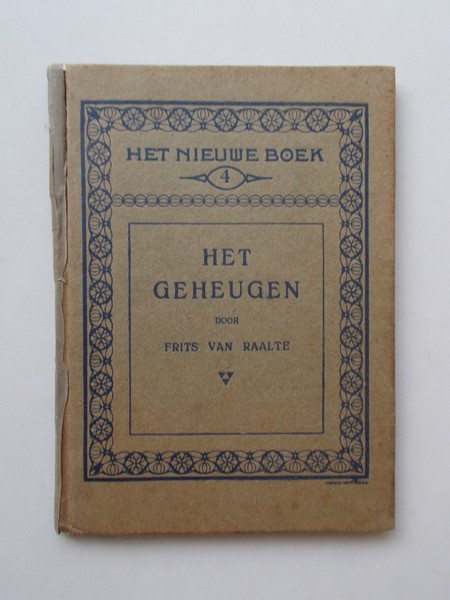 HET NIEUWE BOEK
4
HET
GEHEUGEN
DOOR
FRITS VAN RAALTE